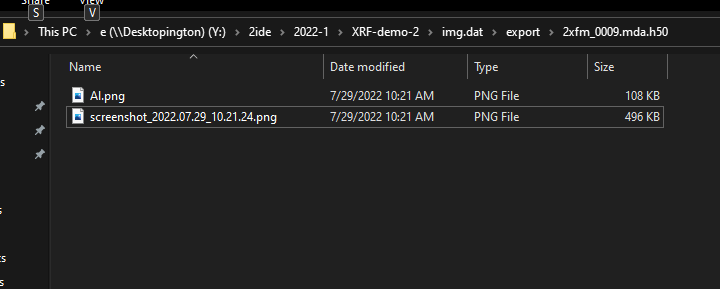 Share View
S V
This PC > e (\\Desktopington) (Y:) > 2ide > 2022-1 > XRF-demo-2 > img.dat > export > 2xfm_0009.mda.h50
Name Date modified Type Size
Al.png 7/29/2022 10:21 AM PNG File 108 KB
screenshot_2022.07.29_10.21.24.png 7/29/2022 10:21 AM PNG File 496 KB